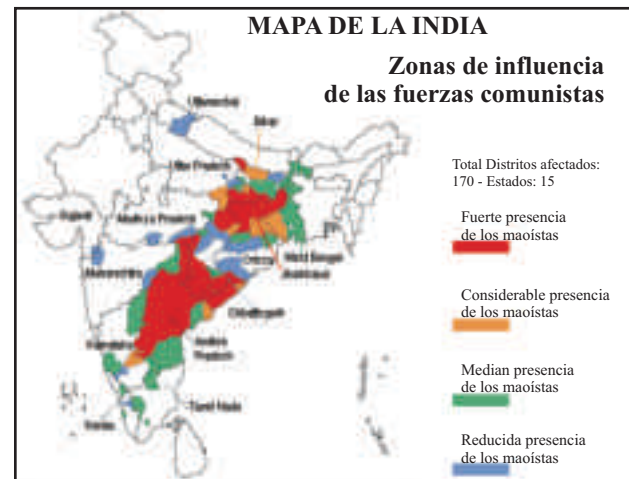 MAPA DE LA INDIA
Zonas de influencia
de las fuerzas comunistas
Uttaranchal
Bihar
Uttar Pradesh
Total Distritos afectados:
170 - Estados: 15
Gujarat
Madhya Pradesh
Fuerte presencia
de los maoístas
West Bengal
Orissa
Jharkhand
Maharashtra
Considerable presencia
de los maoístas
Chhattisgarh
Karnataka
Andhra
Pradesh
Median presencia
de los maoístas
Tamil Nadu
Kerala
Reducida presencia
de los maoístas